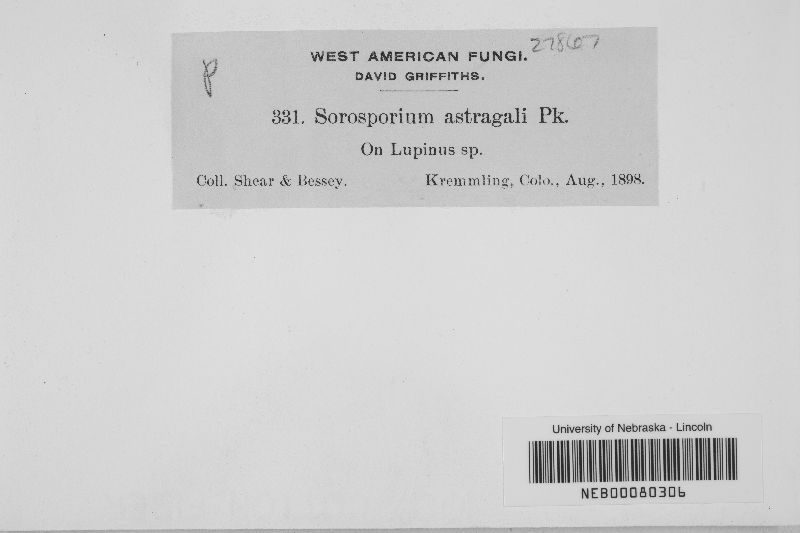 27867
WEST AMERICAN FUNGI.
DAVID GRIFFITHS.
331. Sorosporium astragali Pk.
On Lupinus sp.
Coll. Shear & Bessey. Kremmling, Colo., Aug., 1898.
University of Nebraska - Lincoln
NEB00080306